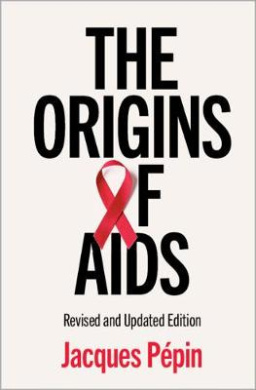 THE
ORIGINS
OF
AIDS
Revised and Updated Edition
Jacques Pépin